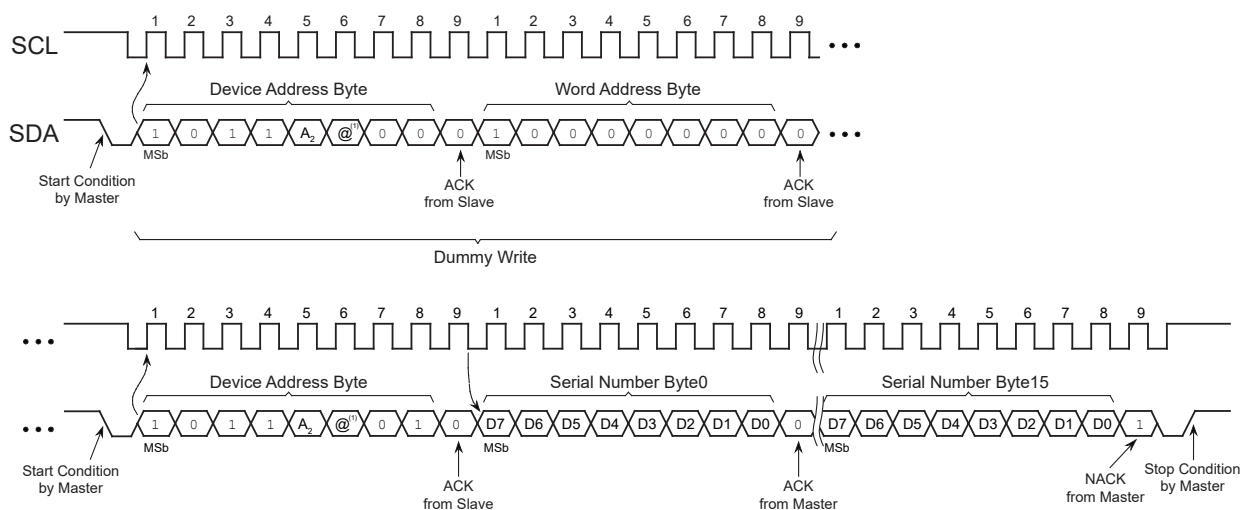 1 2 3 4 5 6 7 8 9 1 2 3 4 5 6 7 8 9
SCL
Device Address Byte Word Address Byte
SDA 1 0 1 1 A2 @(1) 0 0 0 1 0 0 0 0 0 0 0 0
MSb MSb
Start Condition
by Master
ACK
from Slave
ACK
from Slave
Dummy Write
1 2 3 4 5 6 7 8 9 1 2 3 4 5 6 7 8 9 1 2 3 4 5 6 7 8 9
Device Address Byte Serial Number Byte0 Serial Number Byte15
1 0 1 1 A2 @(1) 0 1 0 D7 D6 D5 D4 D3 D2 D1 D0 0 D7 D6 D5 D4 D3 D2 D1 D0 1
MSb MSb MSb
Start Condition
by Master
ACK
from Slave
ACK
from Master
NACK
from Master
Stop Condition
by Master